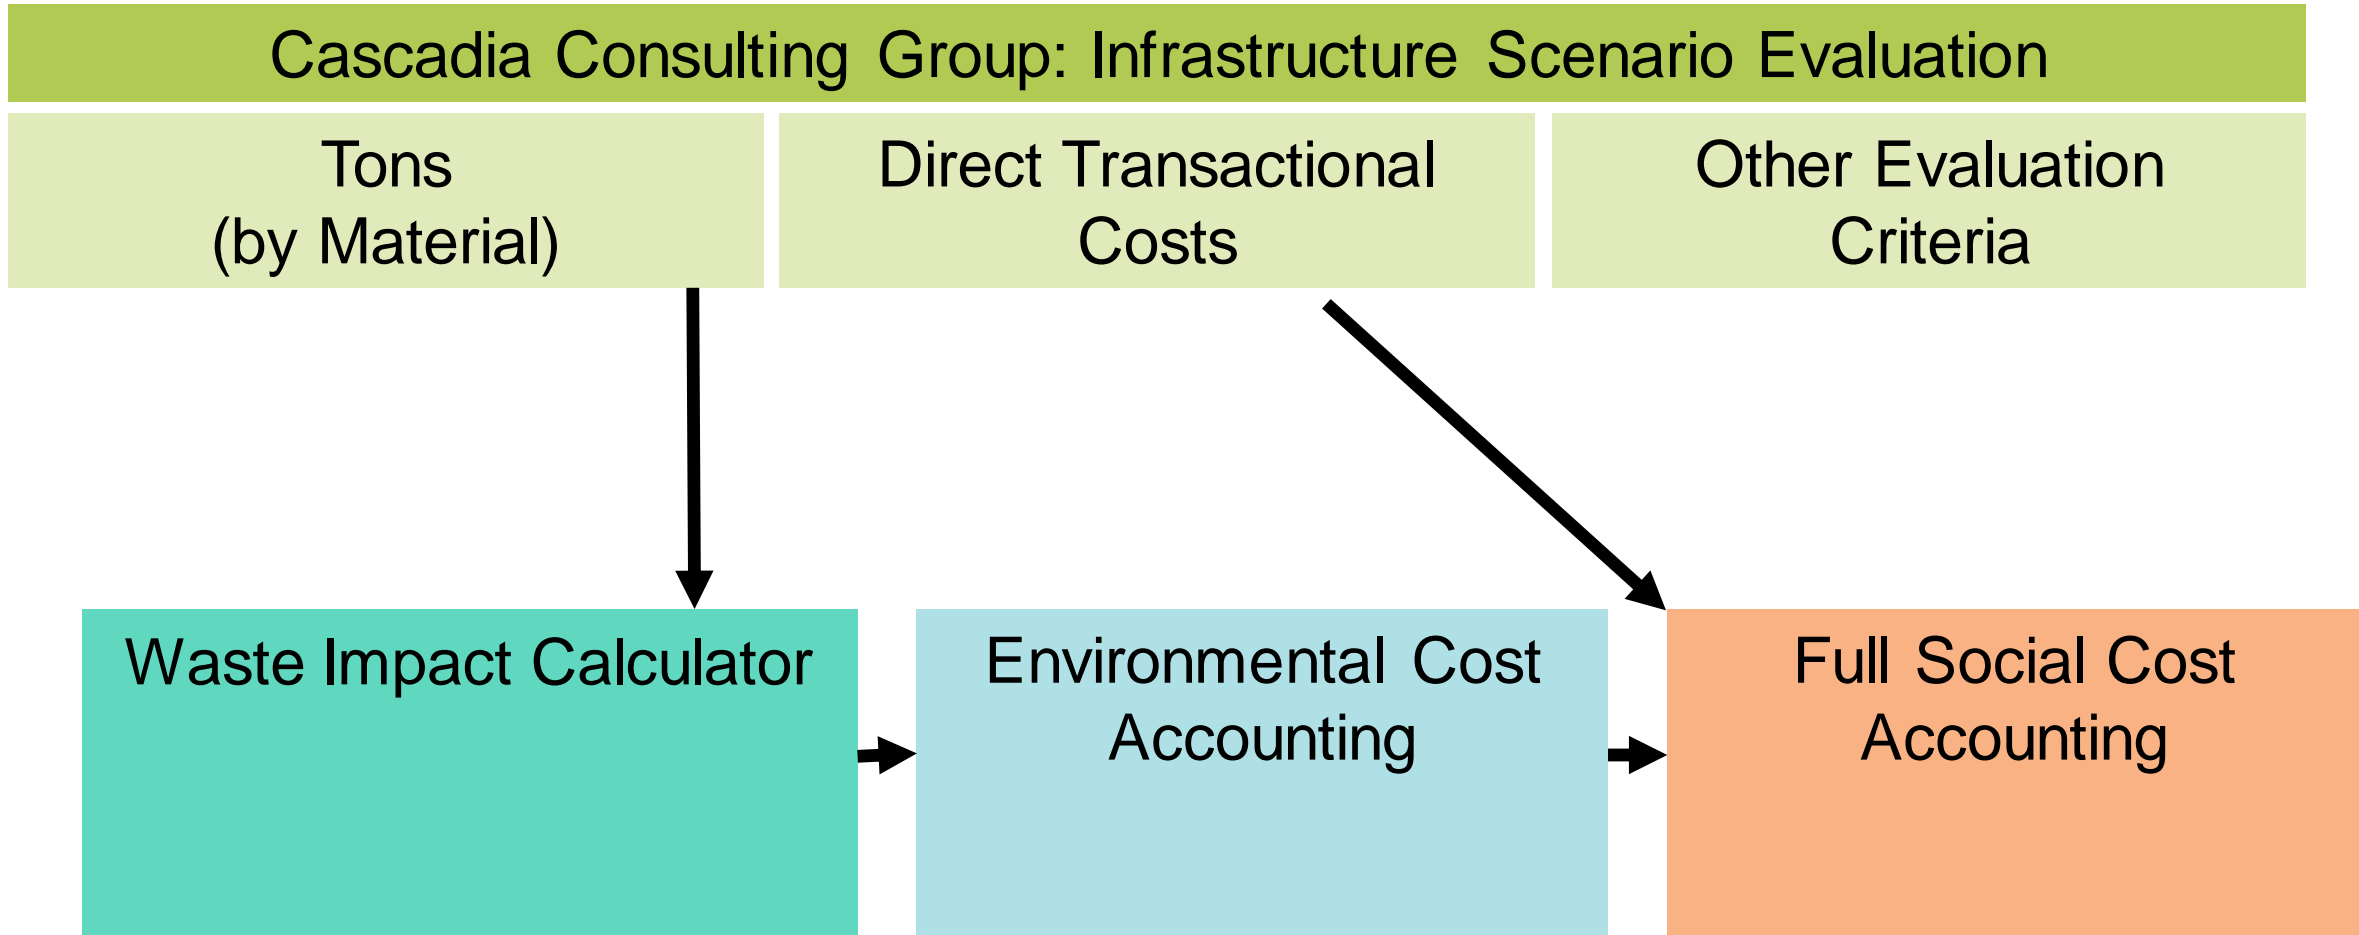 Cascadia Consulting Group: Infrastructure Scenario Evaluation
Tons
(by Material)
Direct Transactional
Costs
Other Evaluation
Criteria
Waste Impact Calculator
Environmental Cost
Accounting
Full Social Cost
Accounting